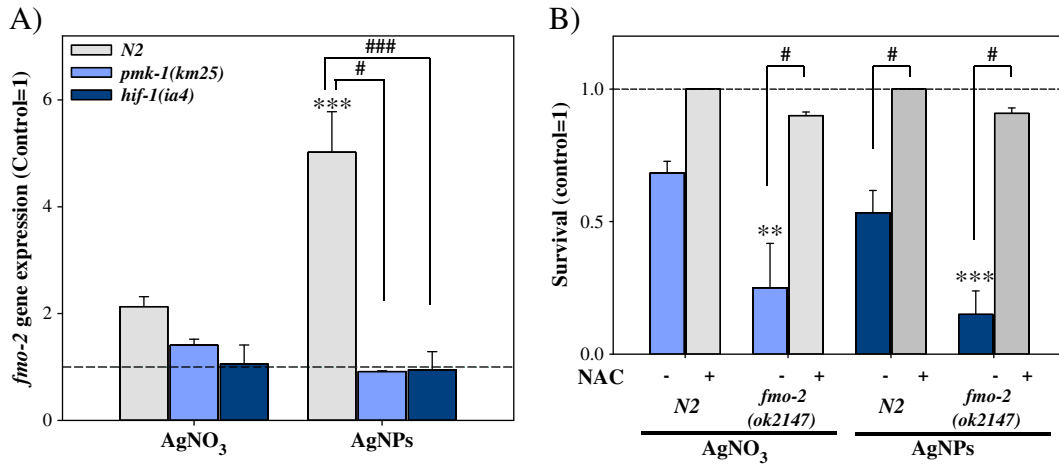 A)
fmo-2 gene expression (Control=1)
6
4
2
0
N2
pmk-1(km25)
hif-1(ia4)
###
#
***
AgNO₃ AgNPs
B)
Survival (control=1)
1.0
0.5
0.0
# # #
** ***
NAC - + - + - + - +
N2 fmo-2 N2 fmo-2
(ok2147) (ok2147)
AgNO₃ AgNPs